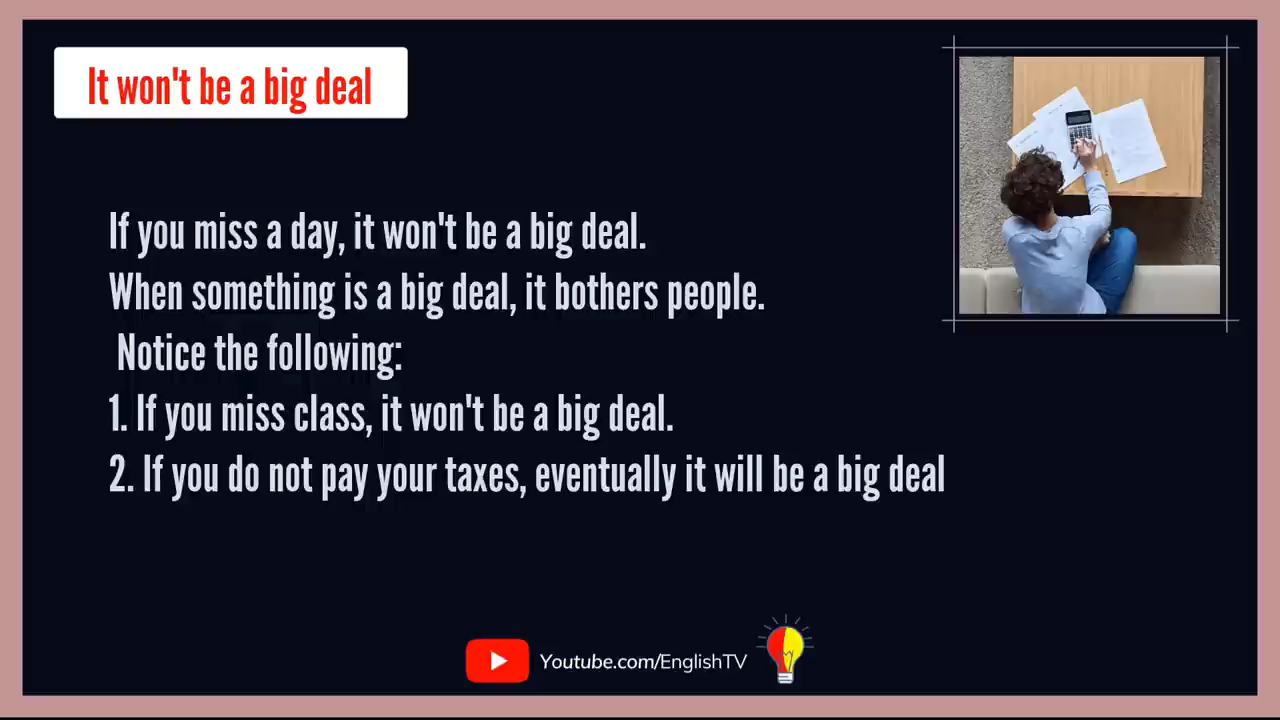 It won't be a big deal
If you miss a day, it won't be a big deal.
When something is a big deal, it bothers people.
Notice the following:
1. If you miss class, it won't be a big deal.
2. If you do not pay your taxes, eventually it will be a big deal
Youtube.com/EnglishTV